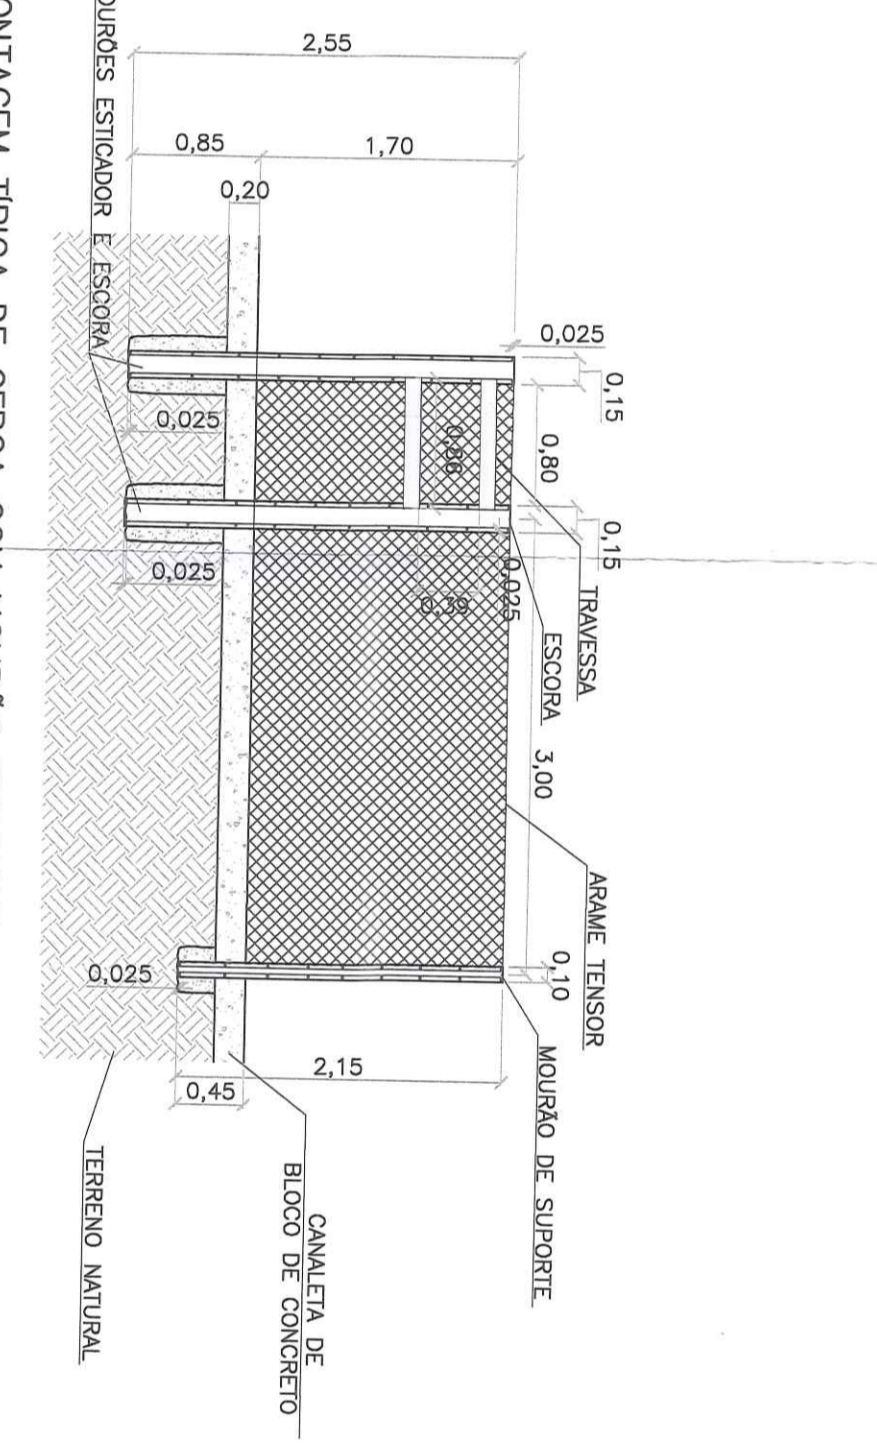 2,55
0,85
1,70
0,20
0,025
0,15
0,80
0,15
0,86
0,025
0,025
0,39
0,025
TRAVESSA
ESCORA
3,00
ARAME TENSOR
0,10
MOURÃO DE SUPORTE
0,025
2,15
0,45
CANALETA DE
BLOCO DE CONCRETO
TERRENO NATURAL
OURÕES ESTICADOR E ESCORA
ONTAGEM TÍPICA DE CERCA COM